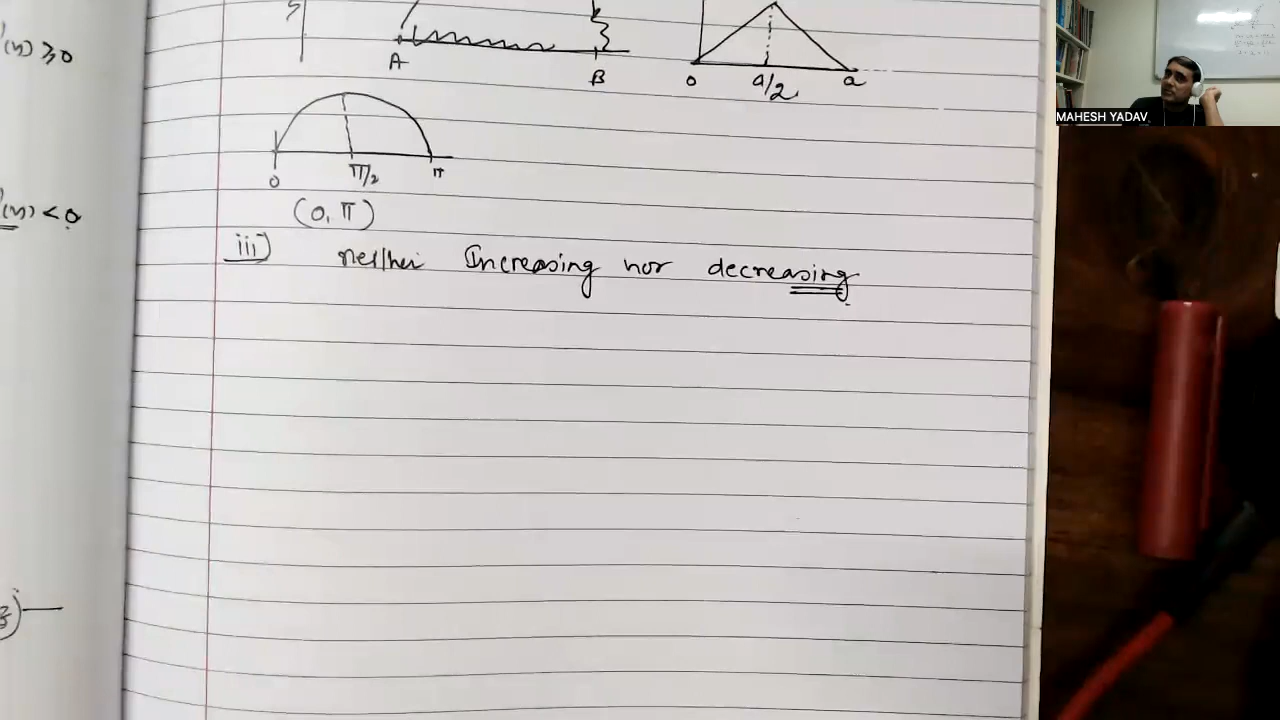 '(x) ≥ 0
A B
0 a/2 a
0 π/2 π
(0, π)
'(x) < 0
iii) neither Increasing nor decreasing
MAHESH YADAV